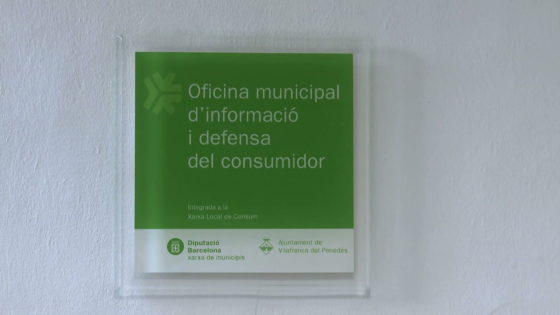 Oficina municipal
d'informació
i defensa
del consumidor
Integrada a la
Xarxa Local de Consum
Diputació
Barcelona
xarxa de municipis
Ajuntament de
Vilafranca del Penedès